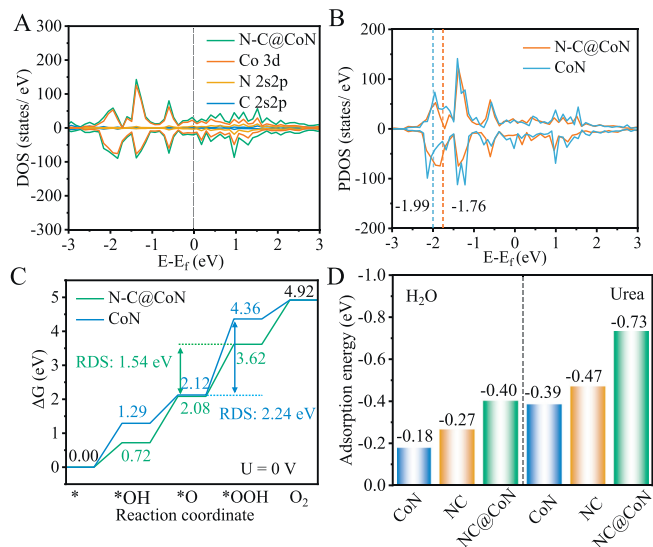 A
N-C@CoN
Co 3d
N 2s2p
C 2s2p
DOS (states/ eV)
300
200
100
0
-100
-200
-300
-3 -2 -1 0 1 2 3
E-Ef (eV)
B
N-C@CoN
CoN
PDOS (states/ eV)
200
100
0
-100
-200
-1.99 -1.76
-3 -2 -1 0 1 2 3
E-Ef (eV)
C
N-C@CoN
CoN
ΔG (eV)
5
4
3
2
1
0
0.00
1.29
0.72
2.12
2.08
4.36
3.62
4.92
RDS: 1.54 eV
RDS: 2.24 eV
U = 0 V
* *OH *O *OOH O2
Reaction coordinate
D
H2O
Urea
Adsorption energy (eV)
-1.0
-0.8
-0.6
-0.4
-0.2
0.0
-0.18
-0.27
-0.40
-0.39
-0.47
-0.73
CoN
NC
NC@CoN
CoN
NC
NC@CoN